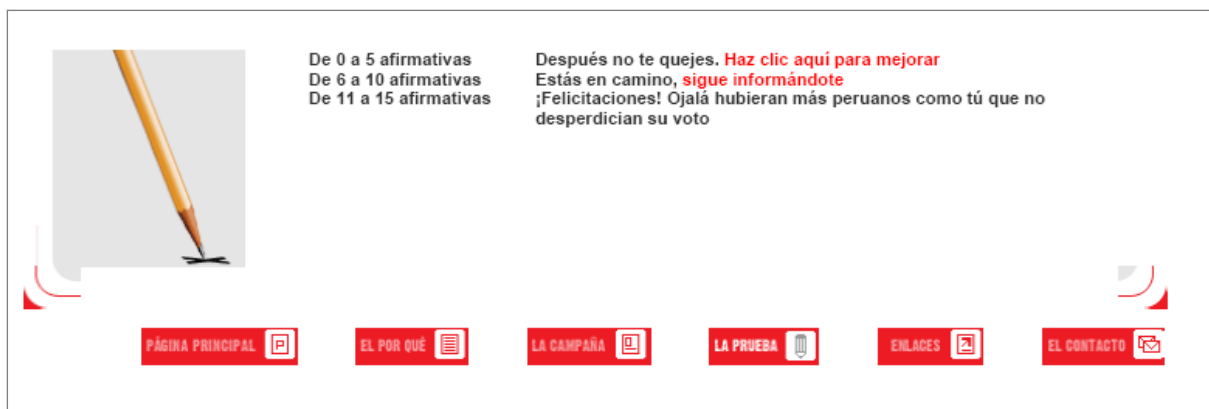 De 0 a 5 afirmativas Después no te quejes. Haz clic aquí para mejorar
De 6 a 10 afirmativas Estás en camino, sigue informándote
De 11 a 15 afirmativas ¡Felicitaciones! Ojalá hubieran más peruanos como tú que no
desperdician su voto
PÁGINA PRINCIPAL P EL POR QUÉ LA CAMPAÑA LA PRUEBA ENLACES EL CONTACTO